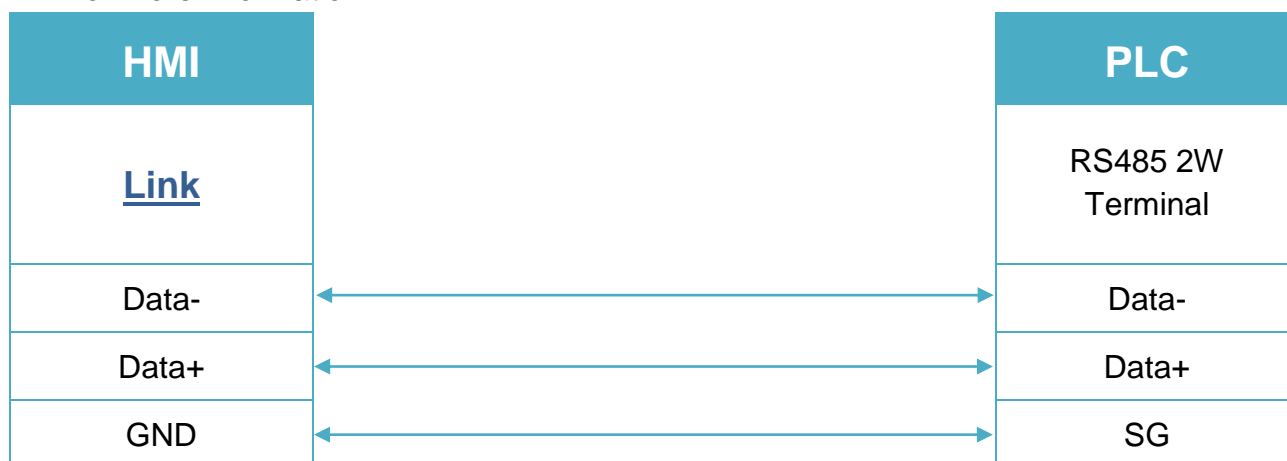 HMI PLC
Link RS485 2W
Terminal
Data- Data-
Data+ Data+
GND SG